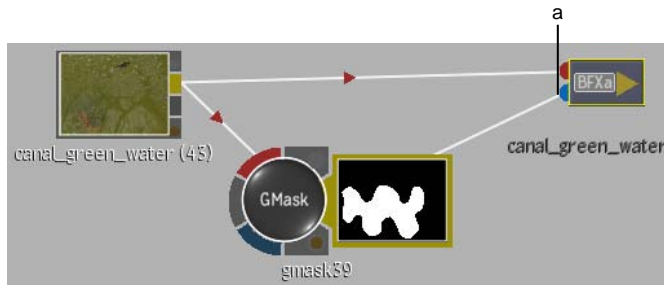 a
BFXa
canal_green_water (43)
canal_green_water
GMask
gmask39